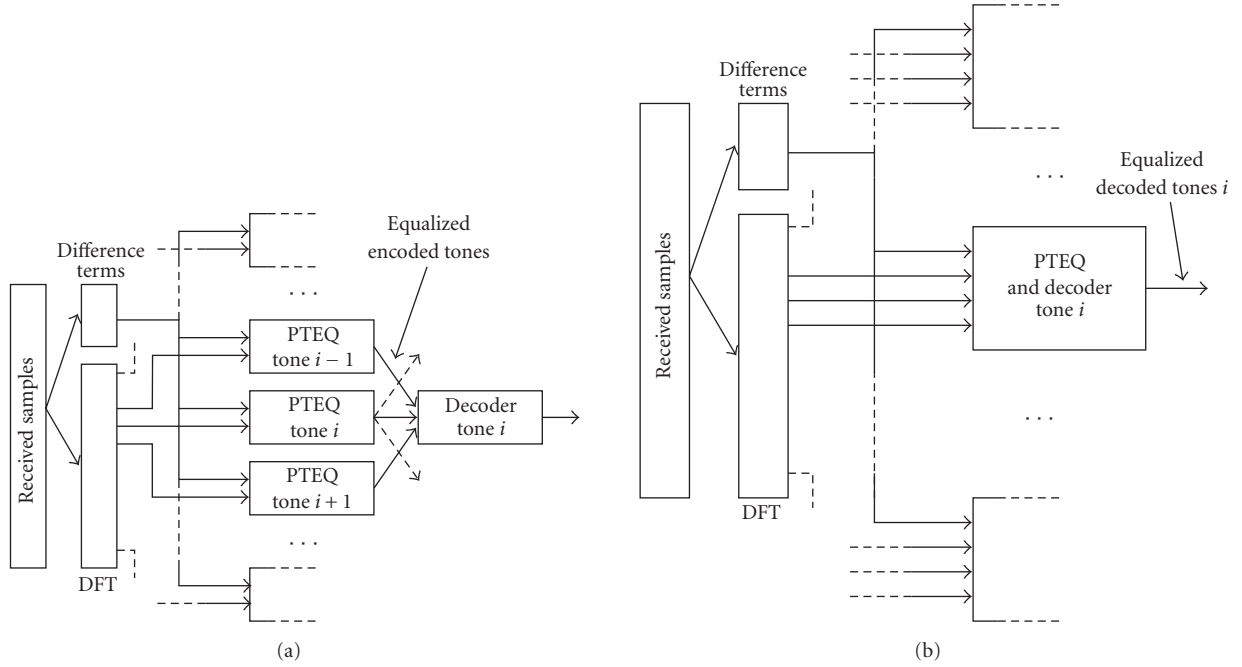 Difference
terms
Received samples
DFT
. . .
PTEQ
tone i − 1
PTEQ
tone i
PTEQ
tone i + 1
. . .
Equalized
encoded tones
Decoder
tone i
(a)
Difference
terms
Received samples
DFT
. . .
PTEQ
and decoder
tone i
. . .
Equalized
decoded tones i
(b)